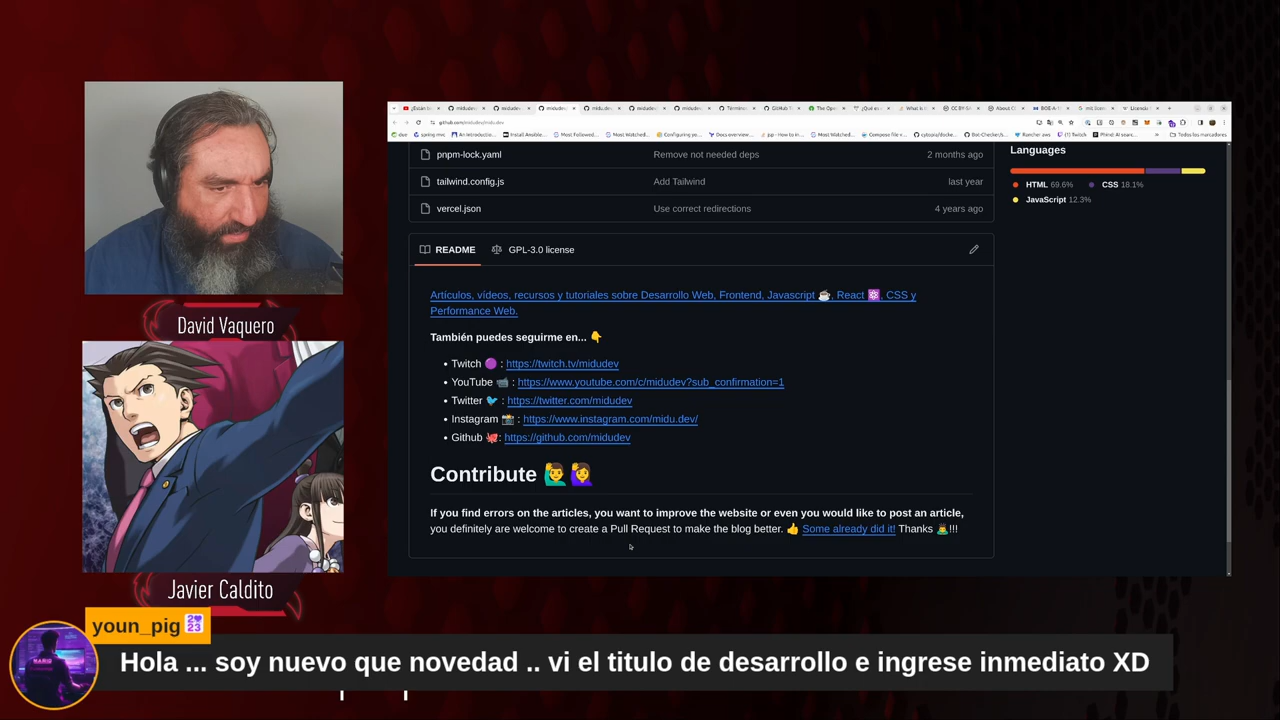 github.com/midudev/midu.dev
pnpm-lock.yaml Remove not needed deps 2 months ago
tailwind.config.js Add Tailwind last year
vercel.json Use correct redirections 4 years ago
Languages
HTML 69.6% CSS 18.1%
JavaScript 12.3%
README GPL-3.0 license
Artículos, vídeos, recursos y tutoriales sobre Desarrollo Web, Frontend, Javascript ☕, React ⚛️, CSS y
Performance Web.
También puedes seguirme en... 👇
Twitch 🟣 : https://twitch.tv/midudev
YouTube 📹 : https://www.youtube.com/c/midudev?sub_confirmation=1
Twitter 🐦 : https://twitter.com/midudev
Instagram 📸 : https://www.instagram.com/midu.dev/
Github 🐙: https://github.com/midudev
Contribute 🙋‍♂️🙋‍♀️
If you find errors on the articles, you want to improve the website or even you would like to post an article,
you definitely are welcome to create a Pull Request to make the blog better. 👍 Some already did it! Thanks 🙇‍♂️!!!
David Vaquero
Javier Caldito
youn_pig
Hola ... soy nuevo que novedad .. vi el titulo de desarrollo e ingrese inmediato XD